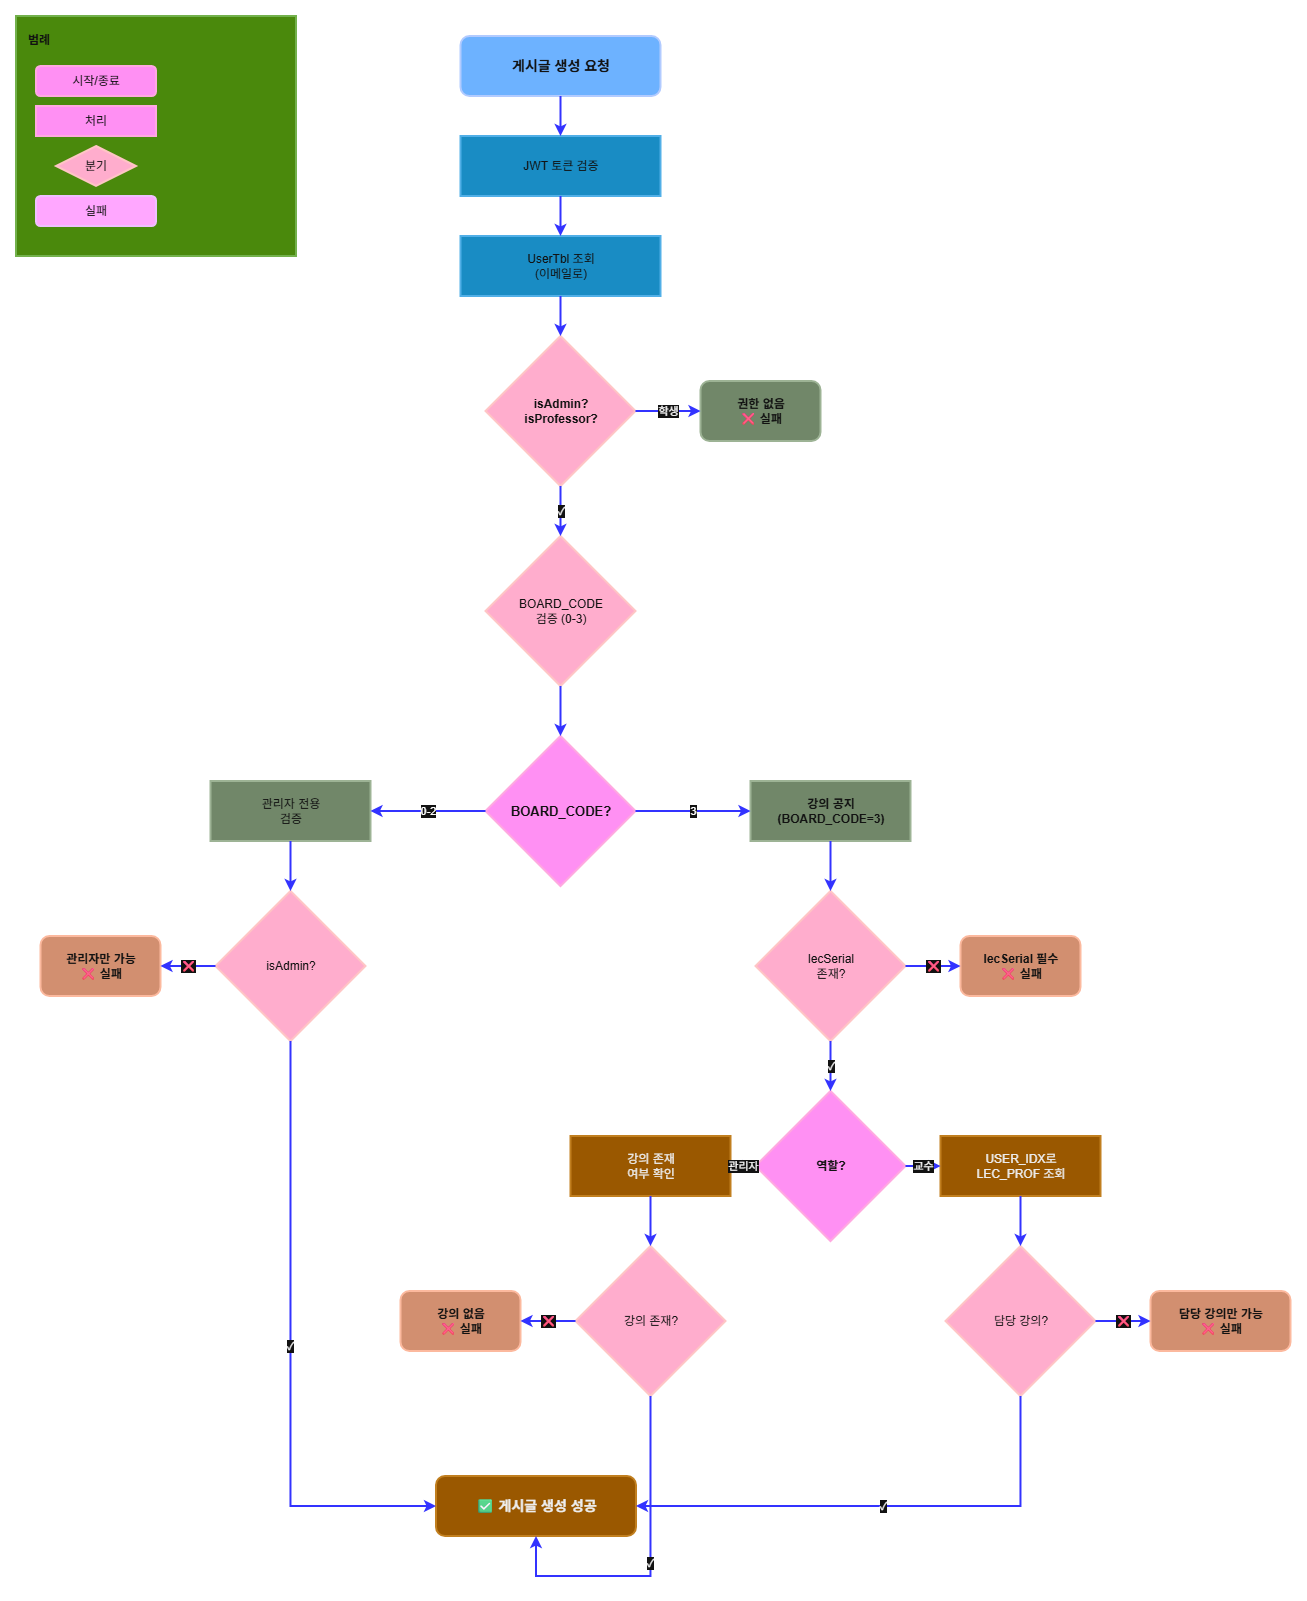 범례
시작/종료
처리
분기
실패
게시글 생성 요청
JWT 토큰 검증
UserTbl 조회
(이메일로)
isAdmin?
isProfessor?
학생
권한 없음
❌ 실패
✓
BOARD_CODE
검증 (0-3)
BOARD_CODE?
0-2
3
관리자 전용
검증
강의 공지
(BOARD_CODE=3)
isAdmin?
❌
관리자만 가능
❌ 실패
lecSerial
존재?
❌
lecSerial 필수
❌ 실패
✓
역할?
관리자
교수
강의 존재
여부 확인
USER_IDX로
LEC_PROF 조회
강의 존재?
❌
강의 없음
❌ 실패
담당 강의?
❌
담당 강의만 가능
❌ 실패
✓
✅ 게시글 생성 성공
✓
✓